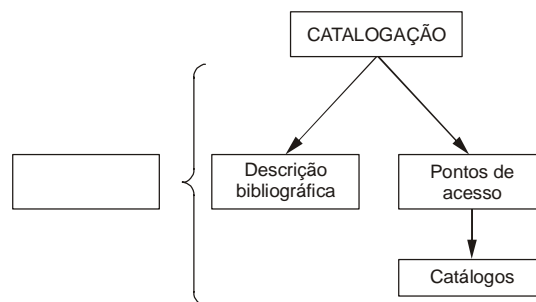 CATALOGAÇÃO
Descrição
bibliográfica
Pontos de
acesso
Catálogos